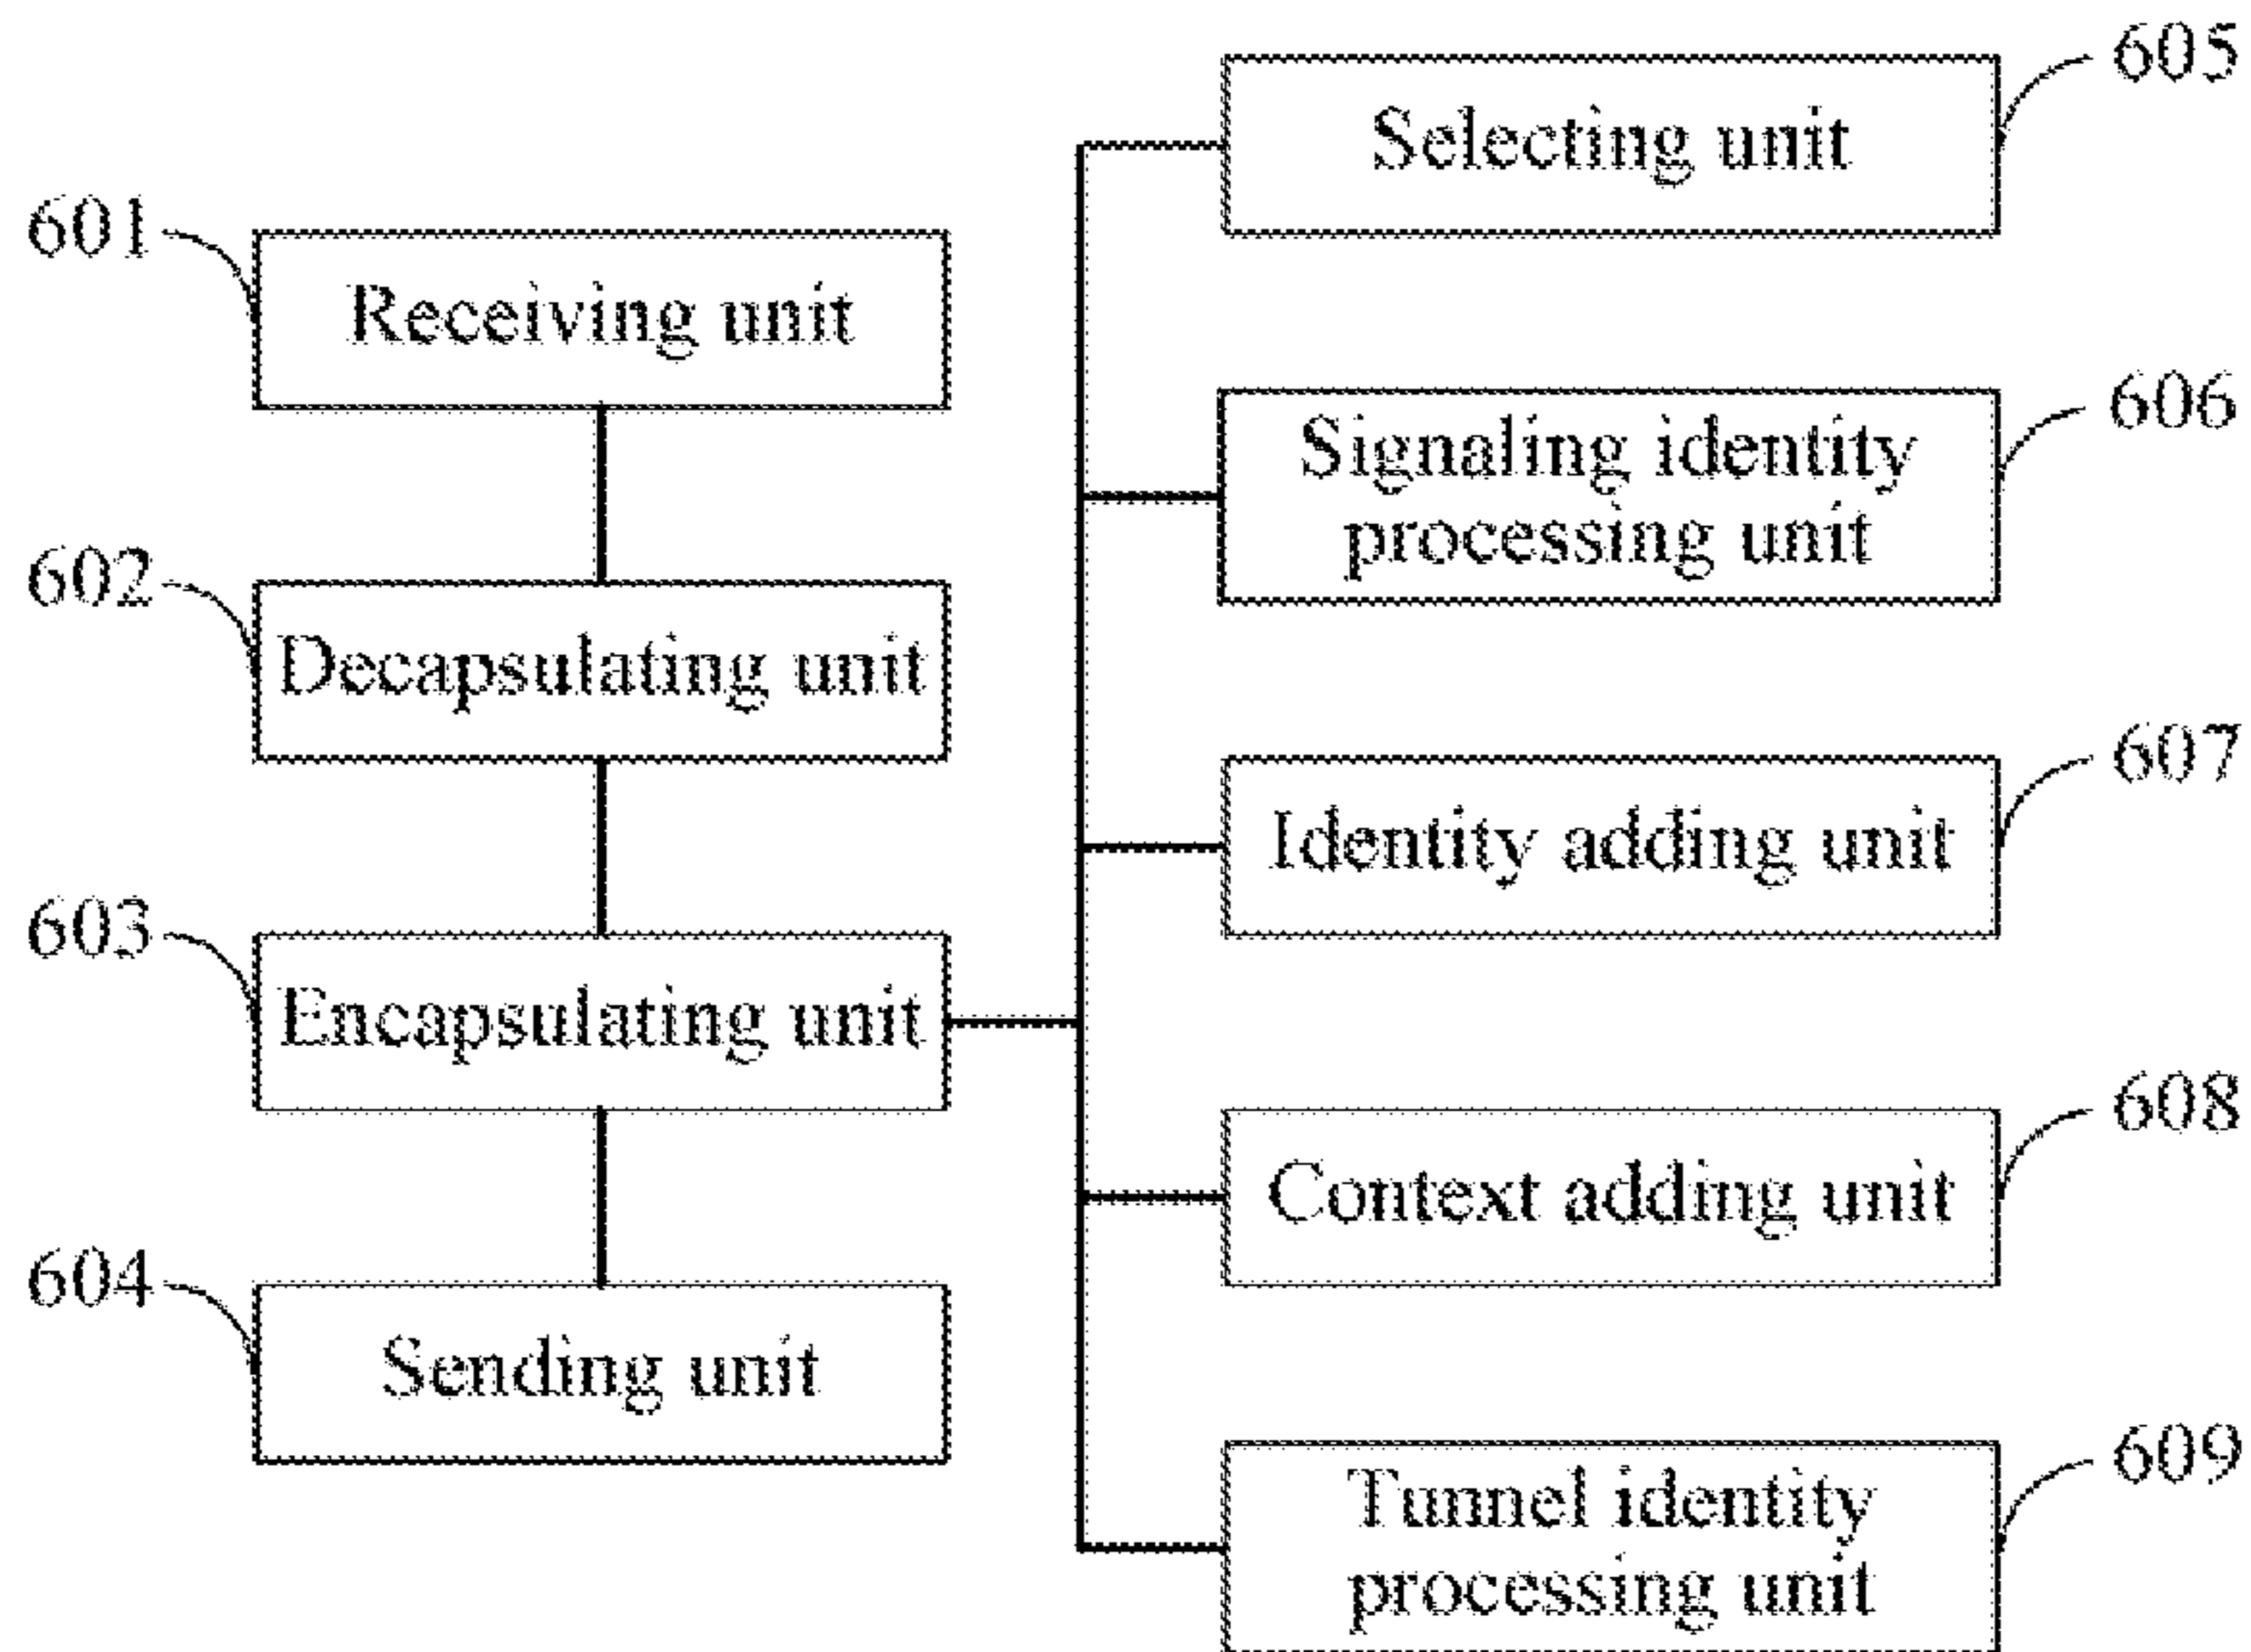 605
Selecting unit
601
Receiving unit
606
Signaling identity
processing unit
602
Decapsulating unit
607
Identity adding unit
603
Encapsulating unit
608
Context adding unit
604
Sending unit
609
Tunnel identity
processing unit